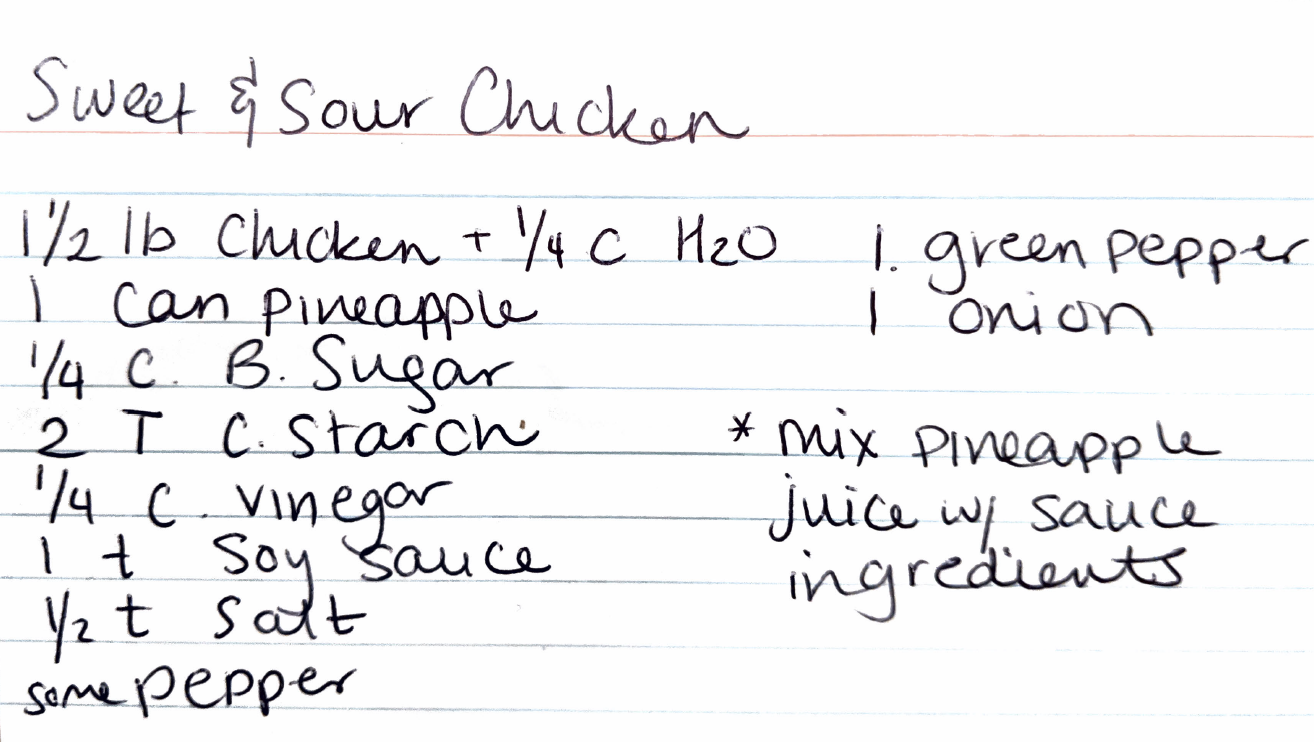 Sweet & Sour Chicken
1 1/2 lb Chicken + 1/4 C H2O
1 Can pineapple
1/4 C. B. Sugar
2 T C. Starch
1/4 C. vinegar
1 t Soy sauce
1/2 t Salt
some pepper
1. green pepper
1 onion
* mix pineapple
juice w/ sauce
ingredients